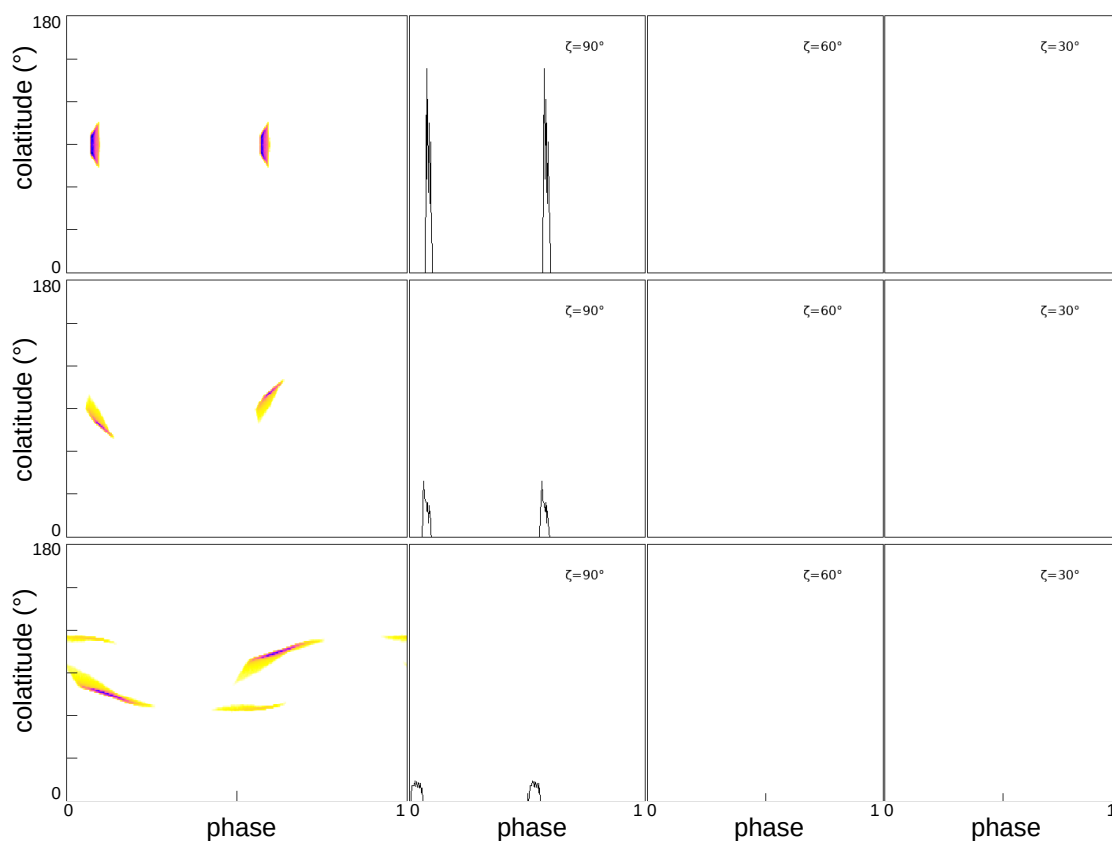 180
colatitude (°)
0
ζ=90°
ζ=60°
ζ=30°
180
colatitude (°)
0
ζ=90°
ζ=60°
ζ=30°
180
colatitude (°)
0
ζ=90°
ζ=60°
ζ=30°
0 1 0 1 0 1 0 1
phase phase phase phase